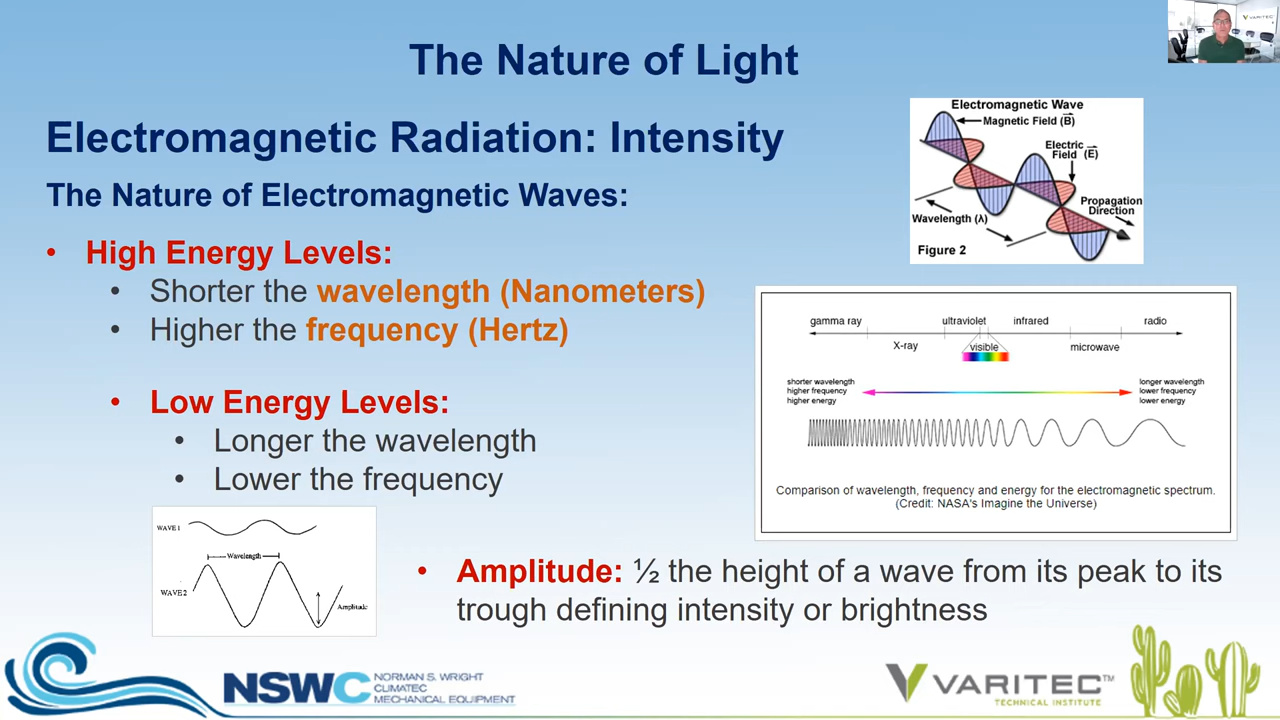 The Nature of Light
VARITEC
Electromagnetic Radiation: Intensity
The Nature of Electromagnetic Waves:
• High Energy Levels:
• Shorter the wavelength (Nanometers)
• Higher the frequency (Hertz)
• Low Energy Levels:
• Longer the wavelength
• Lower the frequency
Electromagnetic Wave
Magnetic Field (B)
Electric
Field (E)
Propagation
Direction
Wavelength (λ)
Figure 2
gamma ray
ultraviolet
infrared
radio
X-ray
visible
microwave
shorter wavelength
higher frequency
higher energy
longer wavelength
lower frequency
lower energy
Comparison of wavelength, frequency and energy for the electromagnetic spectrum.
(Credit: NASA's Imagine the Universe)
WAVE 1
Wavelength
WAVE 2
Amplitude
• Amplitude: ½ the height of a wave from its peak to its
trough defining intensity or brightness
NSWC
NORMAN S. WRIGHT
CLIMATEC
MECHANICAL EQUIPMENT
VARITEC™
TECHNICAL INSTITUTE